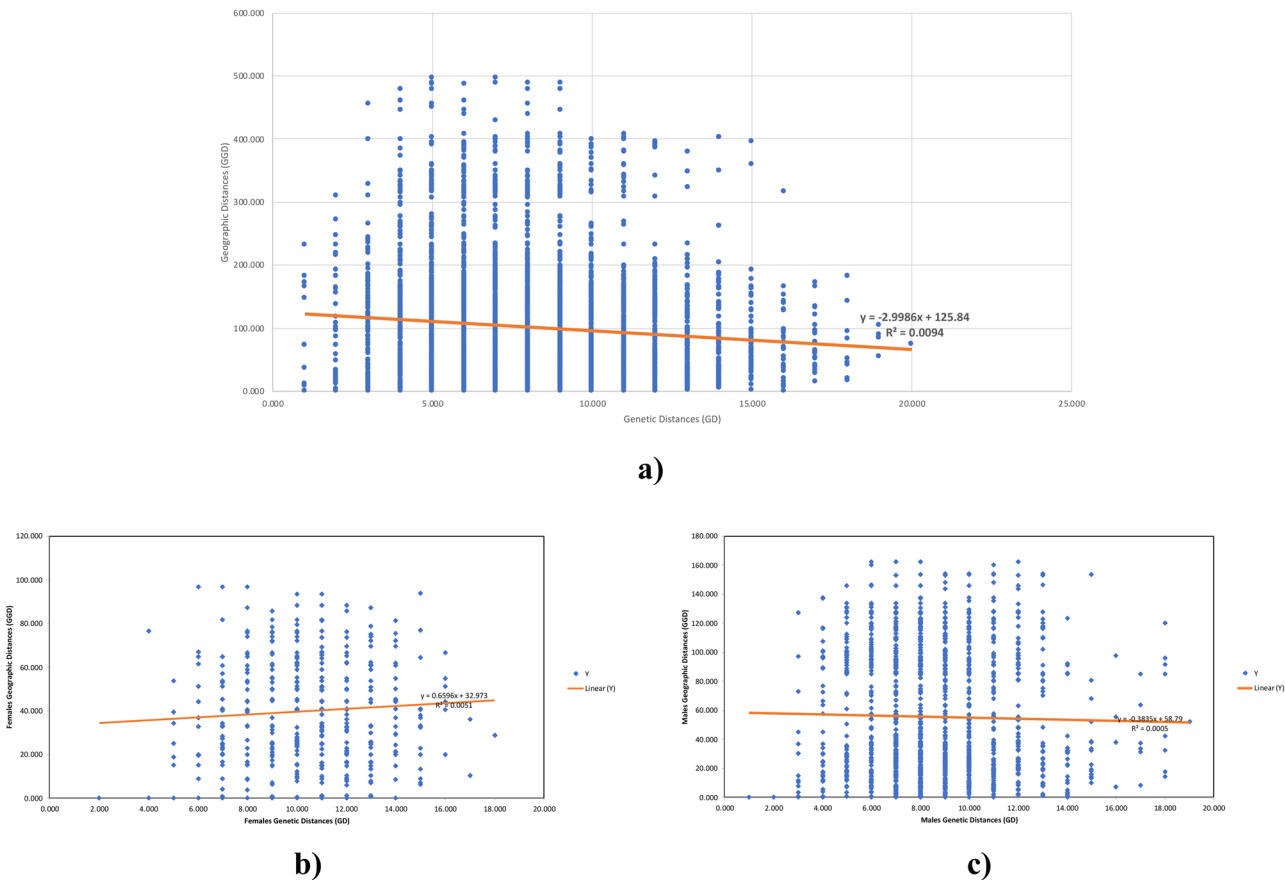 600.000
500.000
400.000
300.000
200.000
100.000
0.000
Geographic Distances (GGD)
y = -2.9986x + 125.84
R² = 0.0094
0.000 5.000 10.000 15.000 20.000 25.000
Genetic Distances (GD)
a)
120.000
100.000
80.000
60.000
40.000
20.000
0.000
Females Geographic Distances (GGD)
y = 0.6596x + 32.973
R² = 0.0051
Y
Linear (Y)
0.000 2.000 4.000 6.000 8.000 10.000 12.000 14.000 16.000 18.000 20.000
Females Genetic Distances (GD)
b)
180.000
160.000
140.000
120.000
100.000
80.000
60.000
40.000
20.000
0.000
Males Geographic Distances (GGD)
y = -0.3835x + 58.79
R² = 0.0005
Y
Linear (Y)
0.000 2.000 4.000 6.000 8.000 10.000 12.000 14.000 16.000 18.000 20.000
Males Genetic Distances (GD)
c)